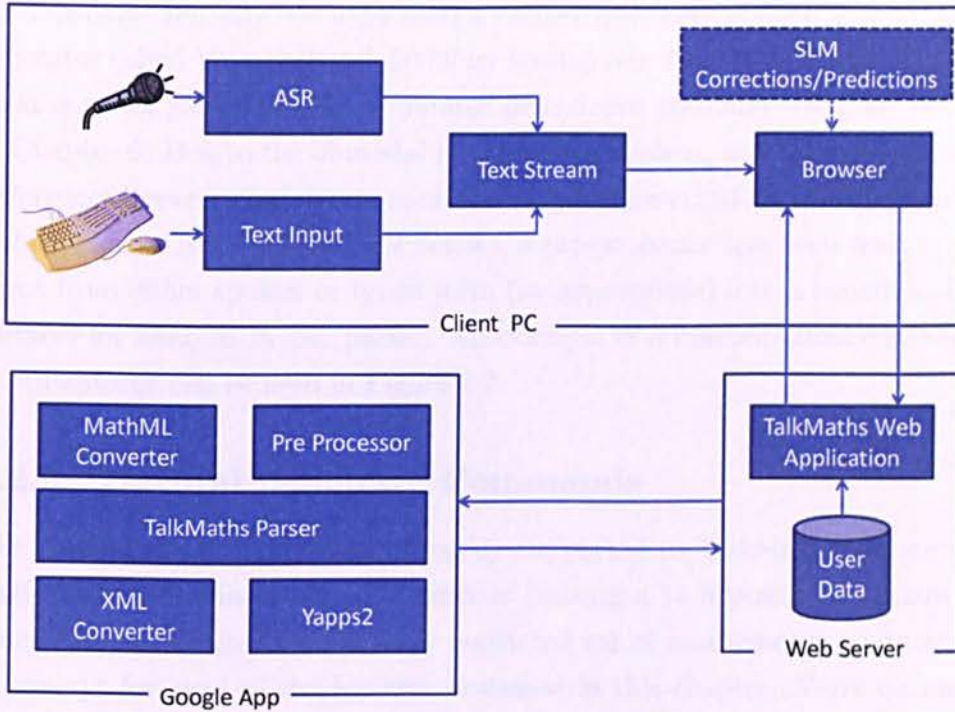 SLM
Corrections/Predictions
ASR
Text Stream
Browser
Text Input
Client PC
MathML
Converter
Pre Processor
TalkMaths Web
Application
TalkMaths Parser
User
Data
XML
Converter
Yapps2
Web Server
Google App